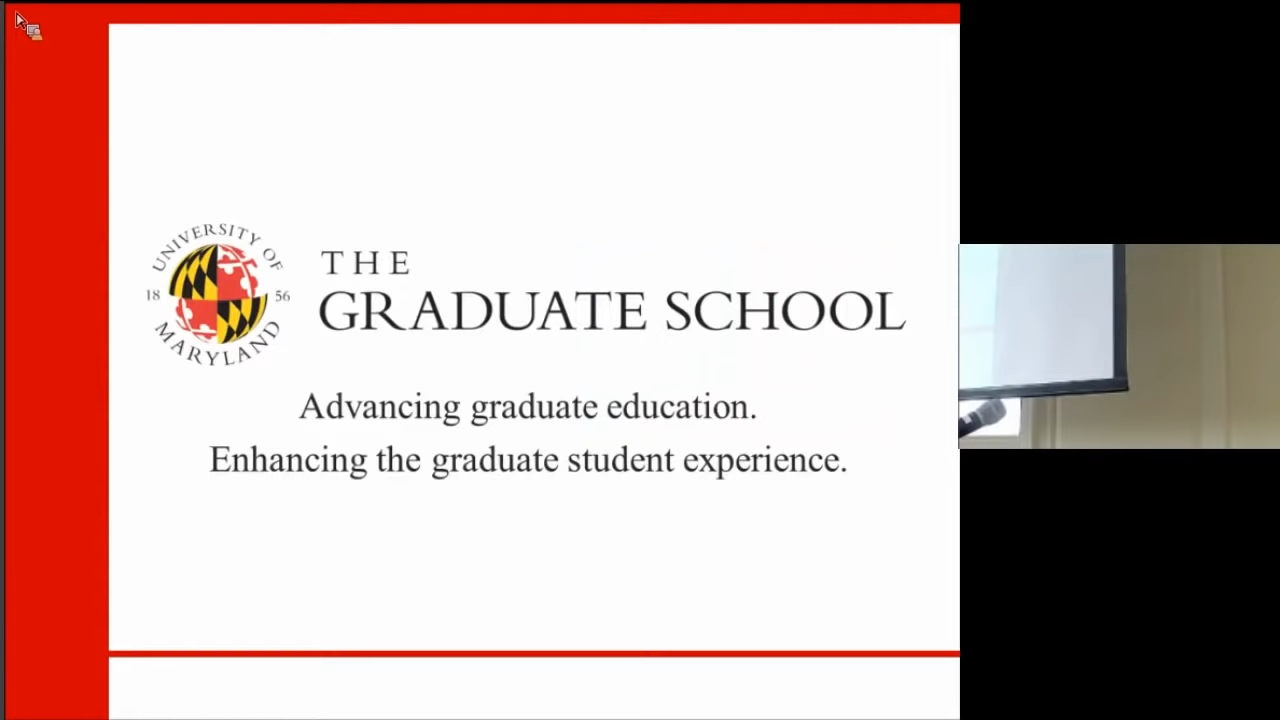 UNIVERSITY OF
18 56
MARYLAND
THE
GRADUATE SCHOOL
Advancing graduate education.
Enhancing the graduate student experience.